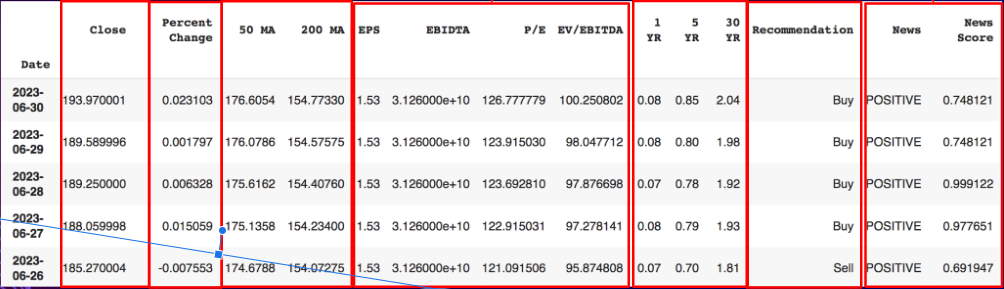 Date Close Percent Change 50 MA 200 MA EPS EBIDTA P/E EV/EBITDA 1 YR 5 YR 30 YR Recommendation News News Score
2023-06-30 193.970001 0.023103 176.6054 154.77330 1.53 3.126000e+10 126.777779 100.250802 0.08 0.85 2.04 Buy POSITIVE 0.748121
2023-06-29 189.589996 0.001797 176.0786 154.57575 1.53 3.126000e+10 123.915030 98.047712 0.08 0.80 1.98 Buy POSITIVE 0.748121
2023-06-28 189.250000 0.006328 175.6162 154.40760 1.53 3.126000e+10 123.692810 97.876698 0.07 0.78 1.92 Buy POSITIVE 0.999122
2023-06-27 188.059998 0.015059 175.1358 154.23400 1.53 3.126000e+10 122.915031 97.278141 0.08 0.79 1.93 Buy POSITIVE 0.977651
2023-06-26 185.270004 -0.007553 174.6788 154.07275 1.53 3.126000e+10 121.091506 95.874808 0.07 0.70 1.81 Sell POSITIVE 0.691947